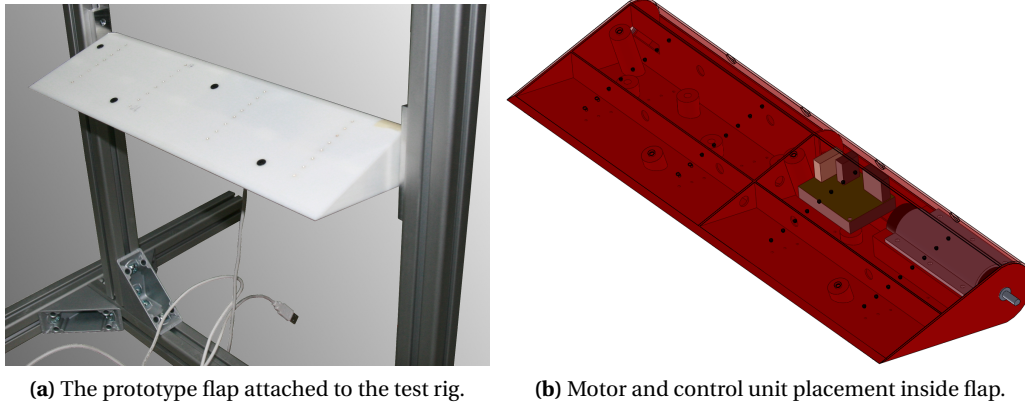 (a) The prototype flap attached to the test rig.
(b) Motor and control unit placement inside flap.